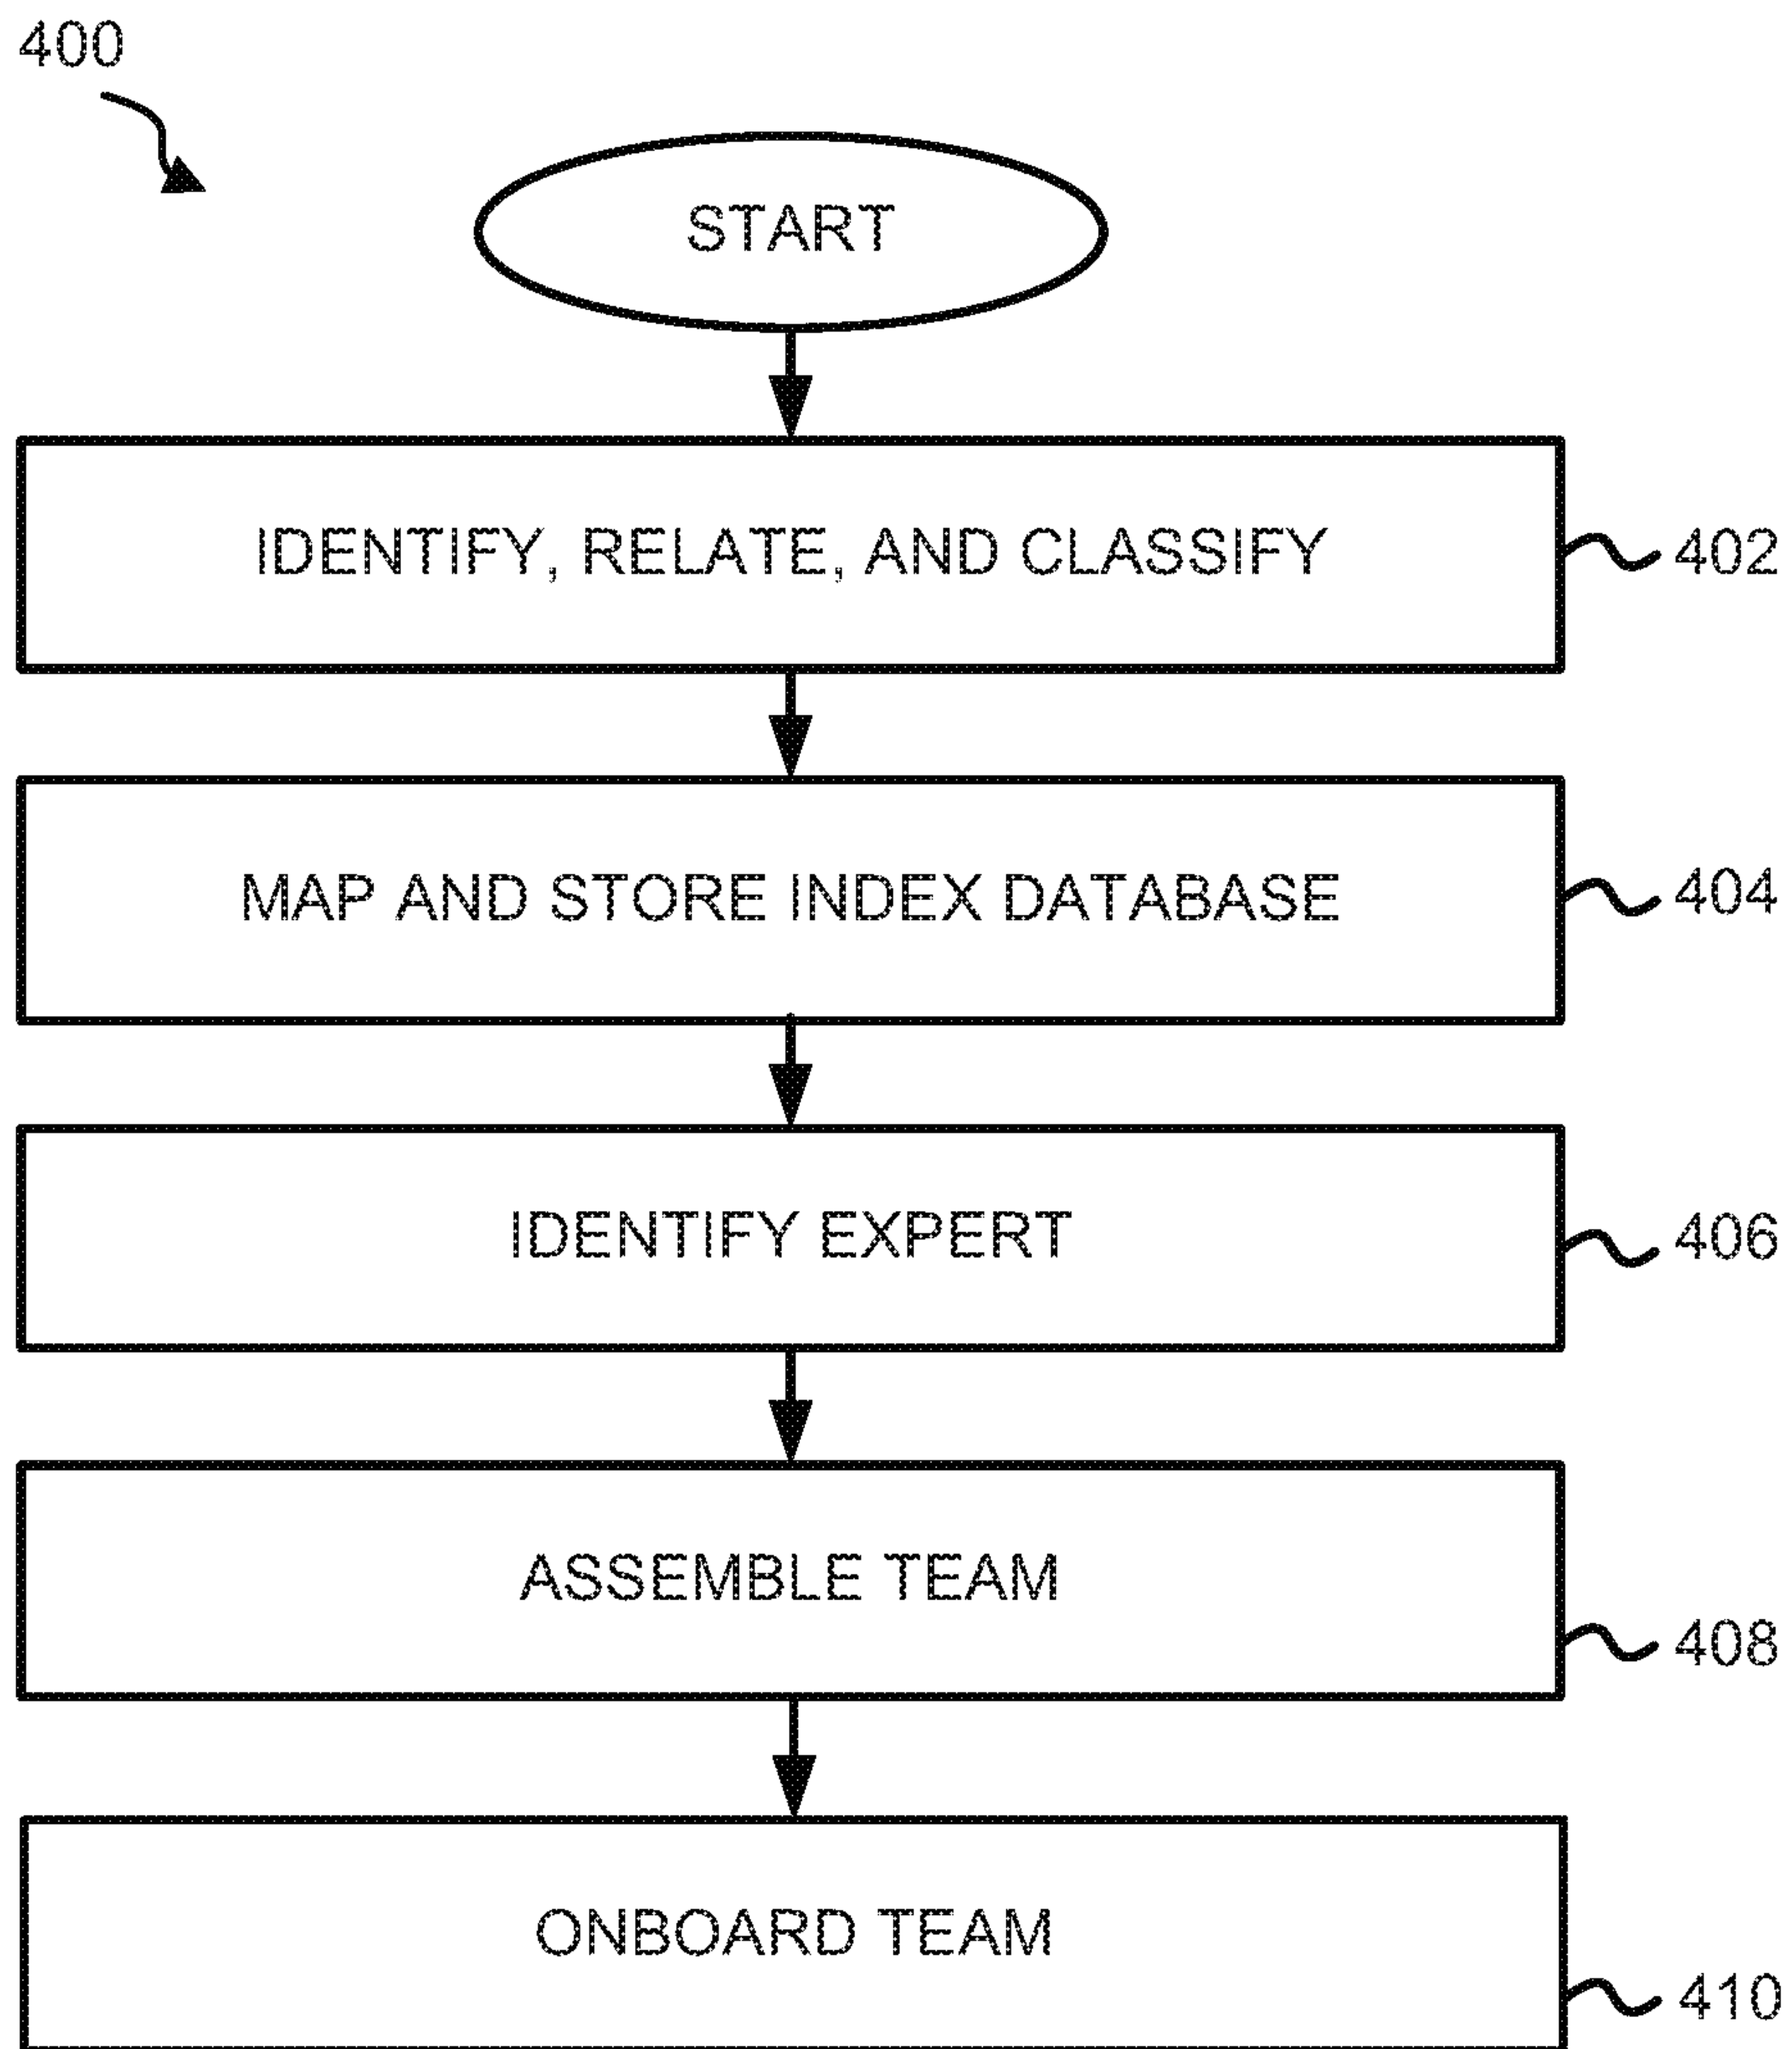 400
START
IDENTIFY, RELATE, AND CLASSIFY
402
MAP AND STORE INDEX DATABASE
404
IDENTIFY EXPERT
406
ASSEMBLE TEAM
408
ONBOARD TEAM
410